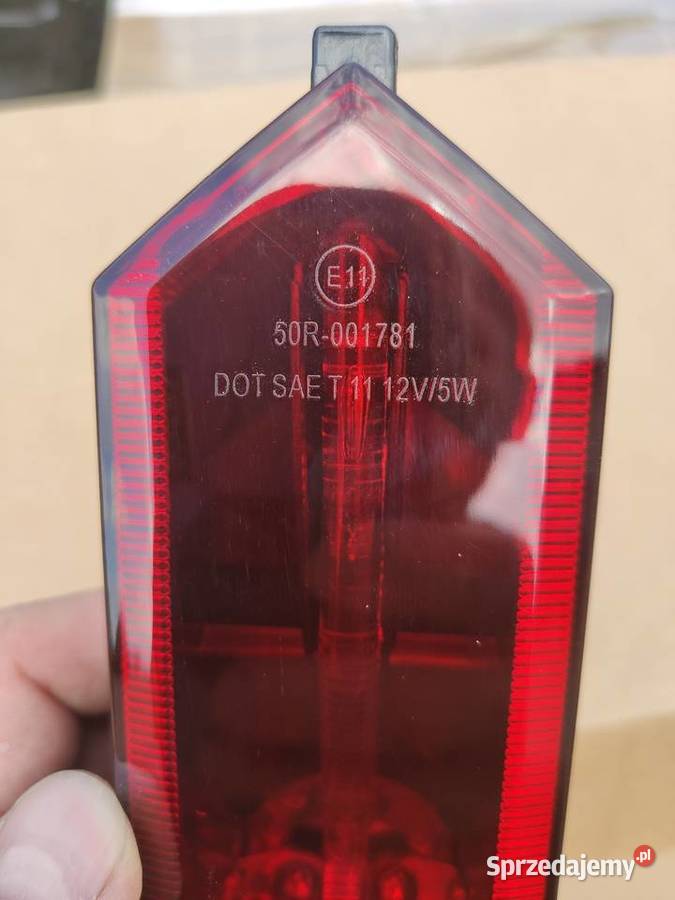 E11
50R-001781
DOT SAE T 11 12V/5W
Sprzedajemy.pl